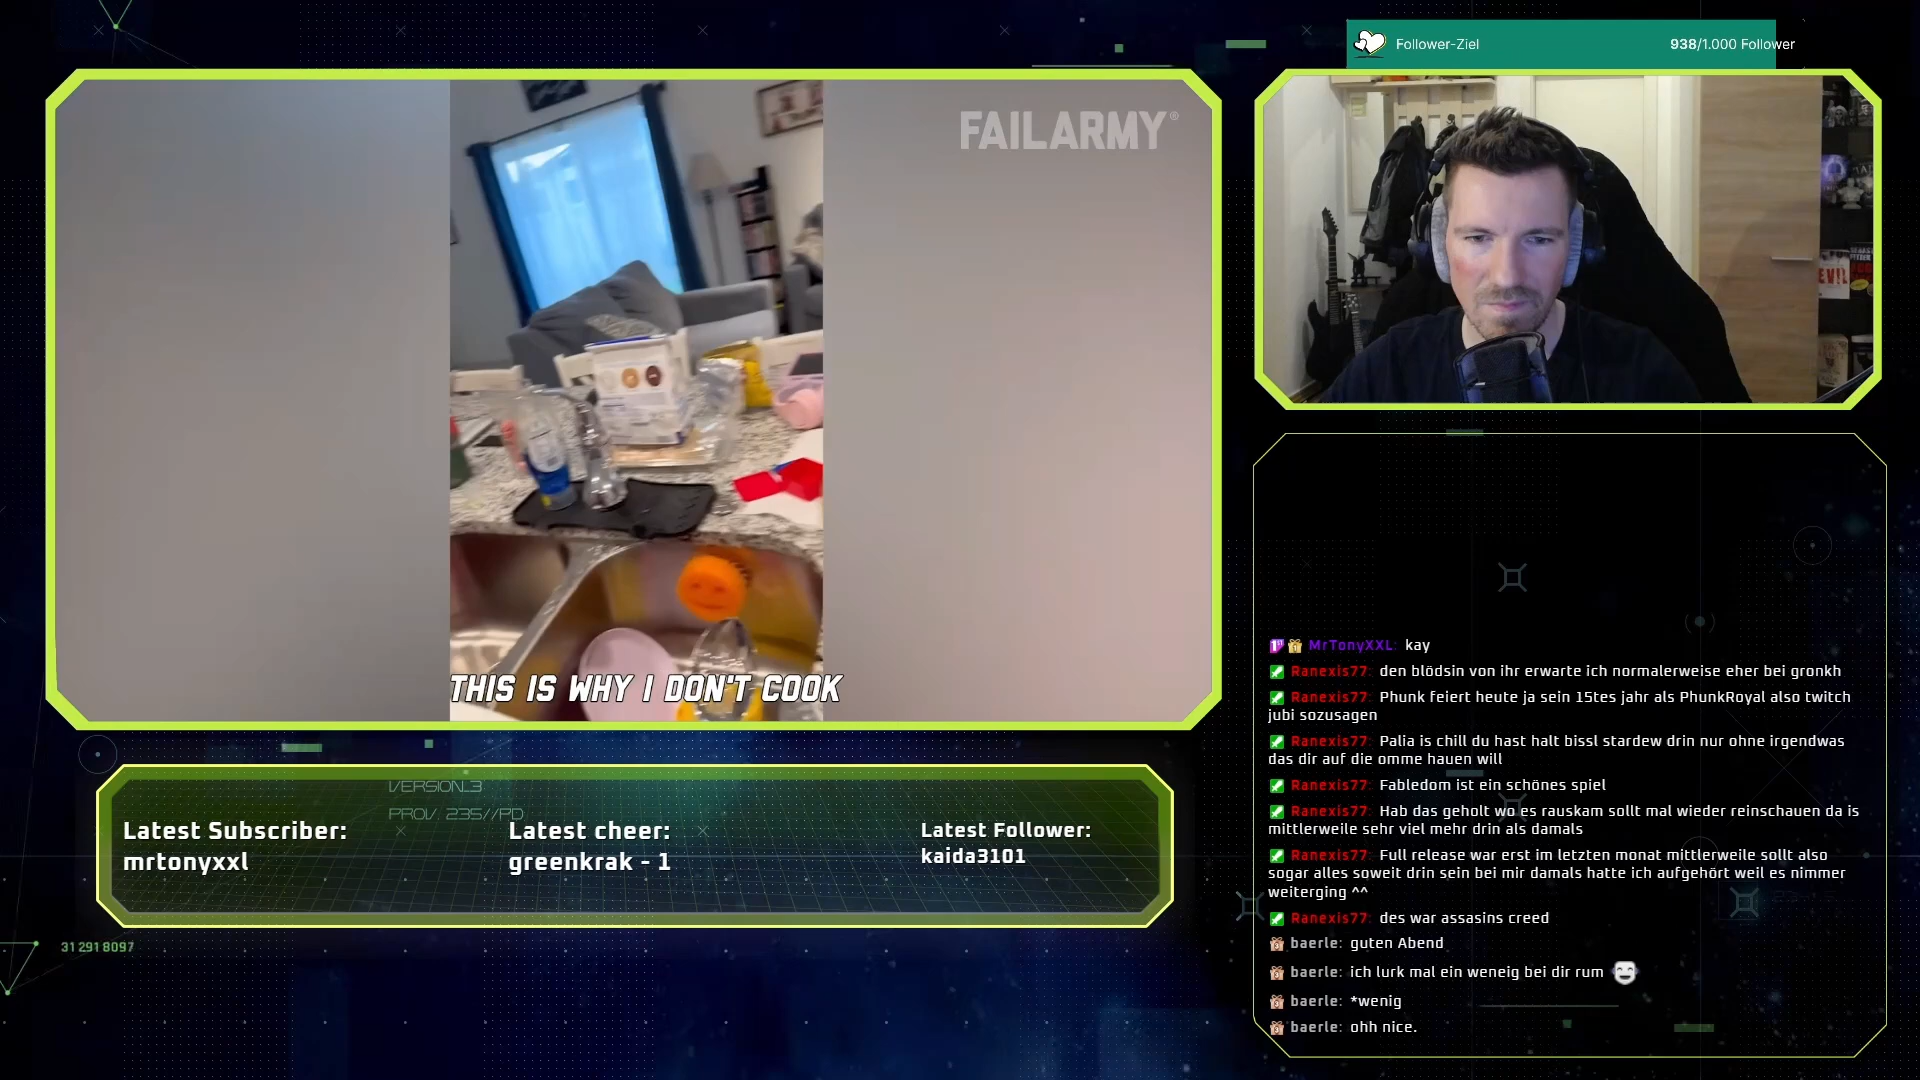 Follower-Ziel
938/1.000 Follower
FAILARMY®
THIS IS WHY I DON'T COOK
EVIL
MrTonyXXL: kay
Ranexis77: den blödsin von ihr erwarte ich normalerweise eher bei gronkh
Ranexis77: Phunk feiert heute ja sein 15tes jahr als PhunkRoyal also twitch
jubi sozusagen
Ranexis77: Palia is chill du hast halt bissl stardew drin nur ohne irgendwas
das dir auf die omme hauen will
Ranexis77: Fabledom ist ein schönes spiel
Ranexis77: Hab das geholt wo es rauskam sollt mal wieder reinschauen da is
mittlerweile sehr viel mehr drin als damals
Ranexis77: Full release war erst im letzten monat mittlerweile sollt also
sogar alles soweit drin sein bei mir damals hatte ich aufgehört weil es nimmer
weiterging ^^
Ranexis77: des war assasins creed
baerle: guten Abend
baerle: ich lurk mal ein weneig bei dir rum
baerle: *wenig
baerle: ohh nice.
VERSION_3
PROV. 235//PD
Latest Subscriber:
mrtonyxxl
Latest cheer:
greenkrak - 1
Latest Follower:
kaida3101
31 291 8097